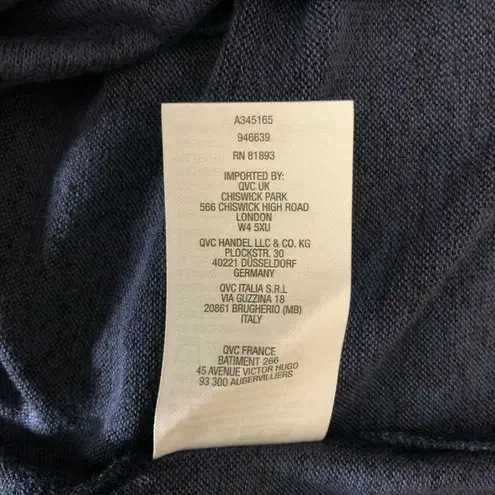 A345165
946639
RN 81893
IMPORTED BY:
QVC UK
CHISWICK PARK
566 CHISWICK HIGH ROAD
LONDON
W4 5XU
QVC HANDEL LLC & CO. KG
PLOCKSTR. 30
40221 DÜSSELDORF
GERMANY
QVC ITALIA S.R.L
VIA GUZZINA 18
20861 BRUGHERIO (MB)
ITALY
QVC FRANCE
BATIMENT 266
45 AVENUE VICTOR HUGO
93 300 AUBERVILLIERS